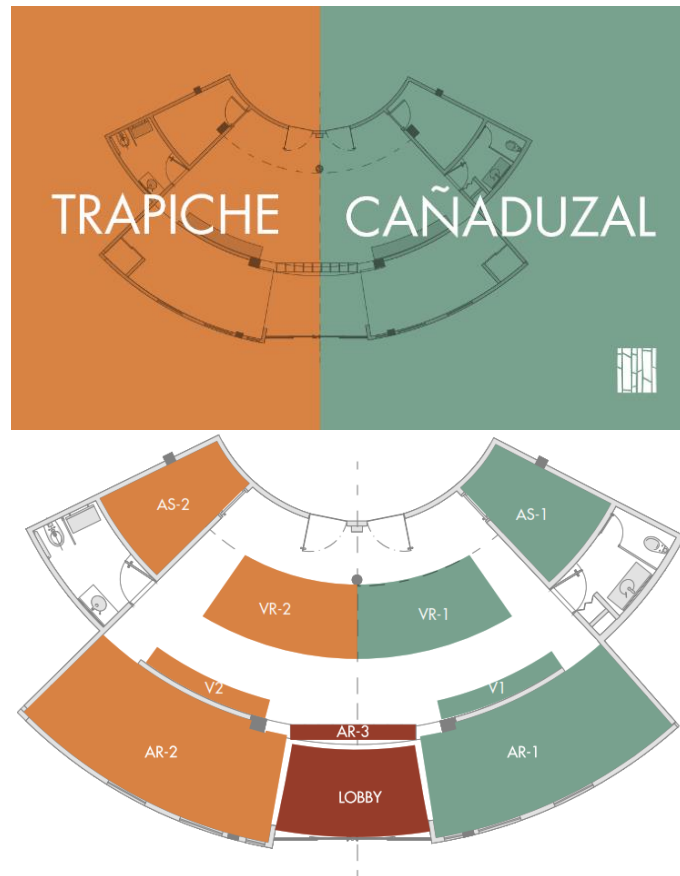 TRAPICHE
CAÑADUZAL
AS-2
AS-1
VR-2
VR-1
V2
V1
AR-3
AR-2
AR-1
LOBBY